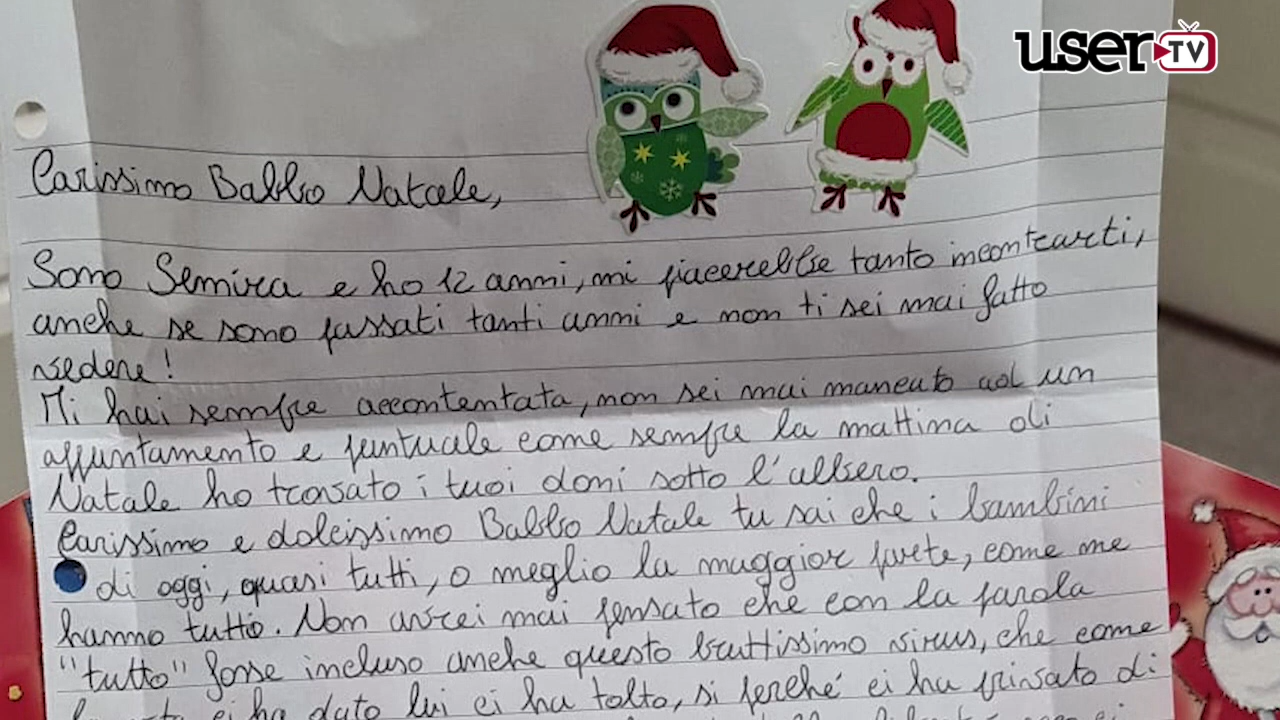 user TV
Carissimo Babbo Natale,
Sono Semira e ho 12 anni, mi piacerebbe tanto incontrarti,
anche se sono passati tanti anni e non ti sei mai fatto
vedere!
Mi hai sempre accontentata, non sei mai mancato ad un
appuntamento e puntuale come sempre la mattina di
Natale ho trovato i tuoi doni sotto l'albero.
Carissimo e dolcissimo Babbo Natale tu sai che i bambini
di oggi, quasi tutti, o meglio la maggior parte, come me
hanno tutto. Non avrei mai pensato che con la parola
"tutto" fosse incluso anche questo bruttissimo virus, che come
ci ha dato lui ci ha tolto, si perché ci ha privato di